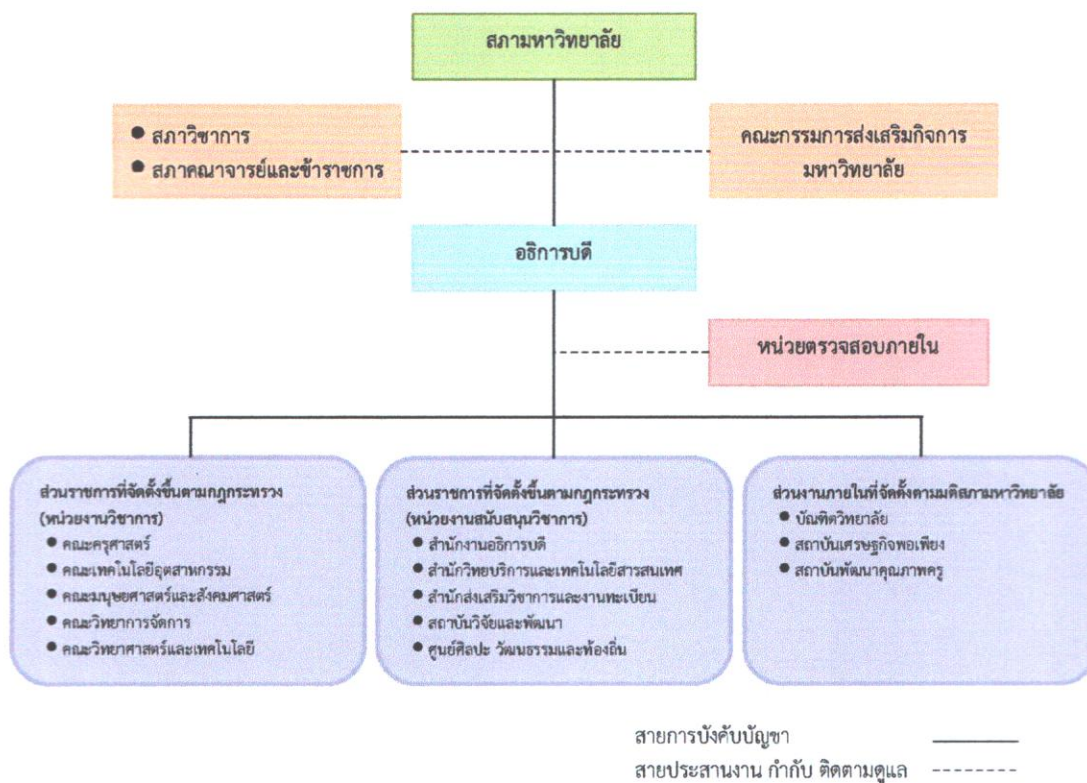 สภามหาวิทยาลัย
● สภาวิชาการ
● สภาคณาจารย์และข้าราชการ
คณะกรรมการส่งเสริมกิจการ
มหาวิทยาลัย
อธิการบดี
หน่วยตรวจสอบภายใน
ส่วนราชการที่จัดตั้งขึ้นตามกฎกระทรวง
(หน่วยงานวิชาการ)
● คณะครุศาสตร์
● คณะเทคโนโลยีอุตสาหกรรม
● คณะมนุษยศาสตร์และสังคมศาสตร์
● คณะวิทยาการจัดการ
● คณะวิทยาศาสตร์และเทคโนโลยี
ส่วนราชการที่จัดตั้งขึ้นตามกฎกระทรวง
(หน่วยงานสนับสนุนวิชาการ)
● สำนักงานอธิการบดี
● สำนักวิทยบริการและเทคโนโลยีสารสนเทศ
● สำนักส่งเสริมวิชาการและงานทะเบียน
● สถาบันวิจัยและพัฒนา
● ศูนย์ศิลปะ วัฒนธรรมและท้องถิ่น
ส่วนงานภายในที่จัดตั้งตามมติสภามหาวิทยาลัย
● บัณฑิตวิทยาลัย
● สถาบันเศรษฐกิจพอเพียง
● สถาบันพัฒนาคุณภาพครู
สายการบังคับบัญชา
สายประสานงาน กำกับ ติดตามดูแล